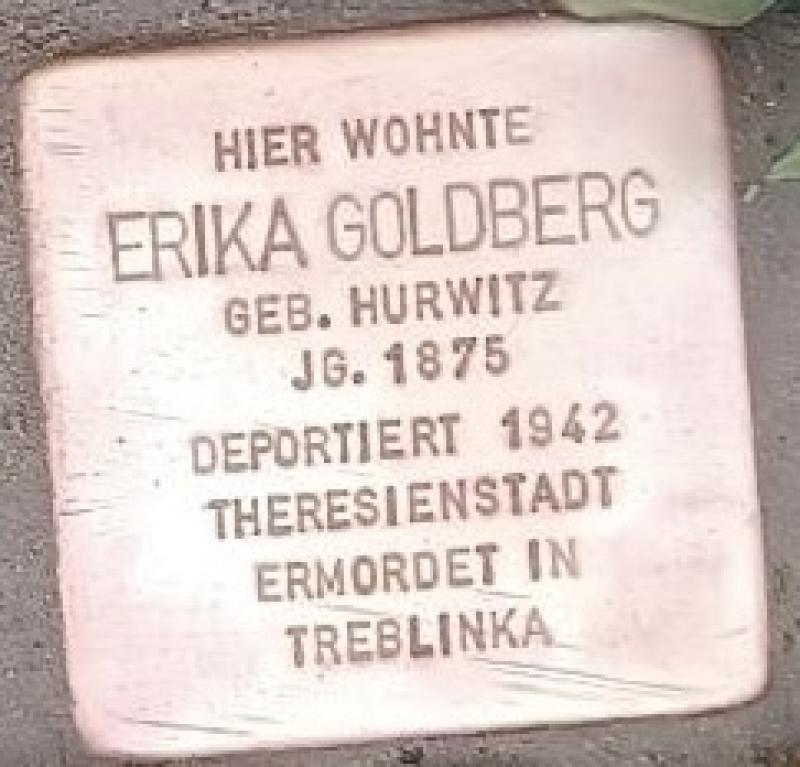 HIER WOHNTE
ERIKA GOLDBERG
GEB. HURWITZ
JG. 1875
DEPORTIERT 1942
THERESIENSTADT
ERMORDET IN
TREBLINKA